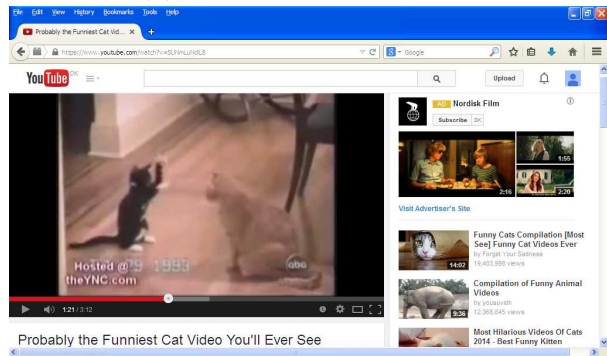 File Edit View History Bookmarks Tools Help
Probably the Funniest Cat Vid...
https://www.youtube.com/watch?v=
Google
YouTube DK
Upload
Hosted @ 29 1993
theYNC.com
abc
1:21 / 3:12
Probably the Funniest Cat Video You'll Ever See
AD Nordisk Film
Subscribe 3K
1:55
2:16
2:20
Visit Advertiser's Site
14:02
Funny Cats Compilation [Most
See] Funny Cat Videos Ever
by Forget Your Sadness
19,403,998 views
9:36
Compilation of Funny Animal
Videos
by yousuvith
12,368,645 views
Most Hilarious Videos Of Cats
2014 - Best Funny Kitten